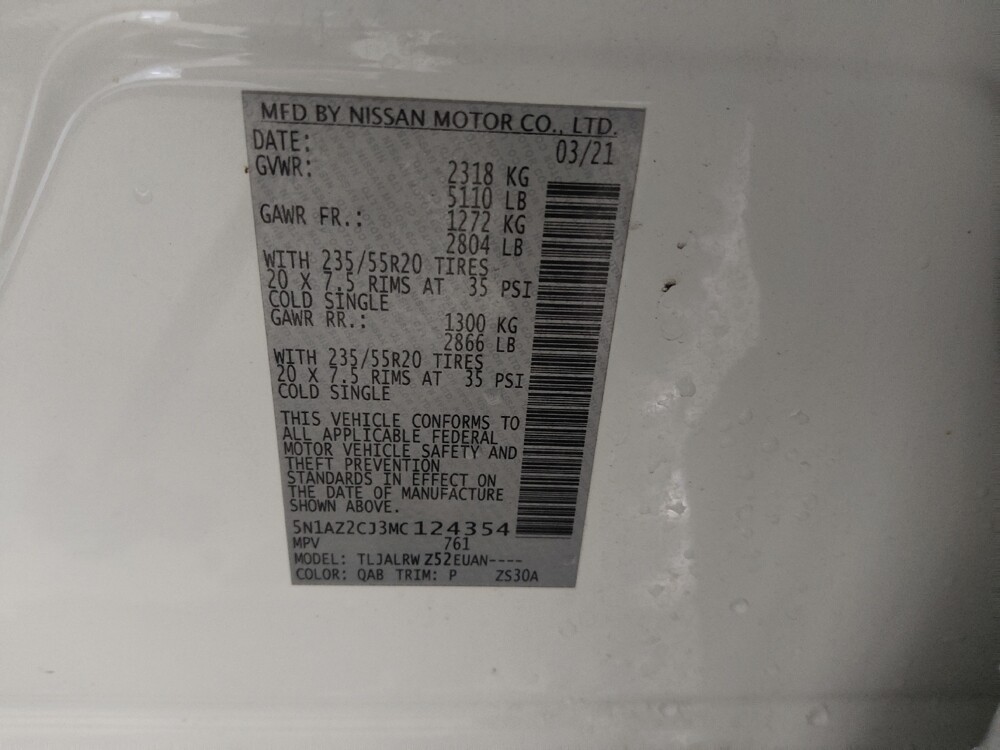 MFD BY NISSAN MOTOR CO., LTD.
DATE: 03/21
GVWR: 2318 KG
5110 LB
GAWR FR.: 1272 KG
2804 LB
WITH 235/55R20 TIRES
20 X 7.5 RIMS AT 35 PSI
COLD SINGLE
GAWR RR.: 1300 KG
2866 LB
WITH 235/55R20 TIRES
20 X 7.5 RIMS AT 35 PSI
COLD SINGLE
THIS VEHICLE CONFORMS TO
ALL APPLICABLE FEDERAL
MOTOR VEHICLE SAFETY AND
THEFT PREVENTION
STANDARDS IN EFFECT ON
THE DATE OF MANUFACTURE
SHOWN ABOVE.
5N1AZ2CJ3MC124354
MPV 761
MODEL: TLJALRWZ52EUAN----
COLOR: QAB TRIM: P ZS30A